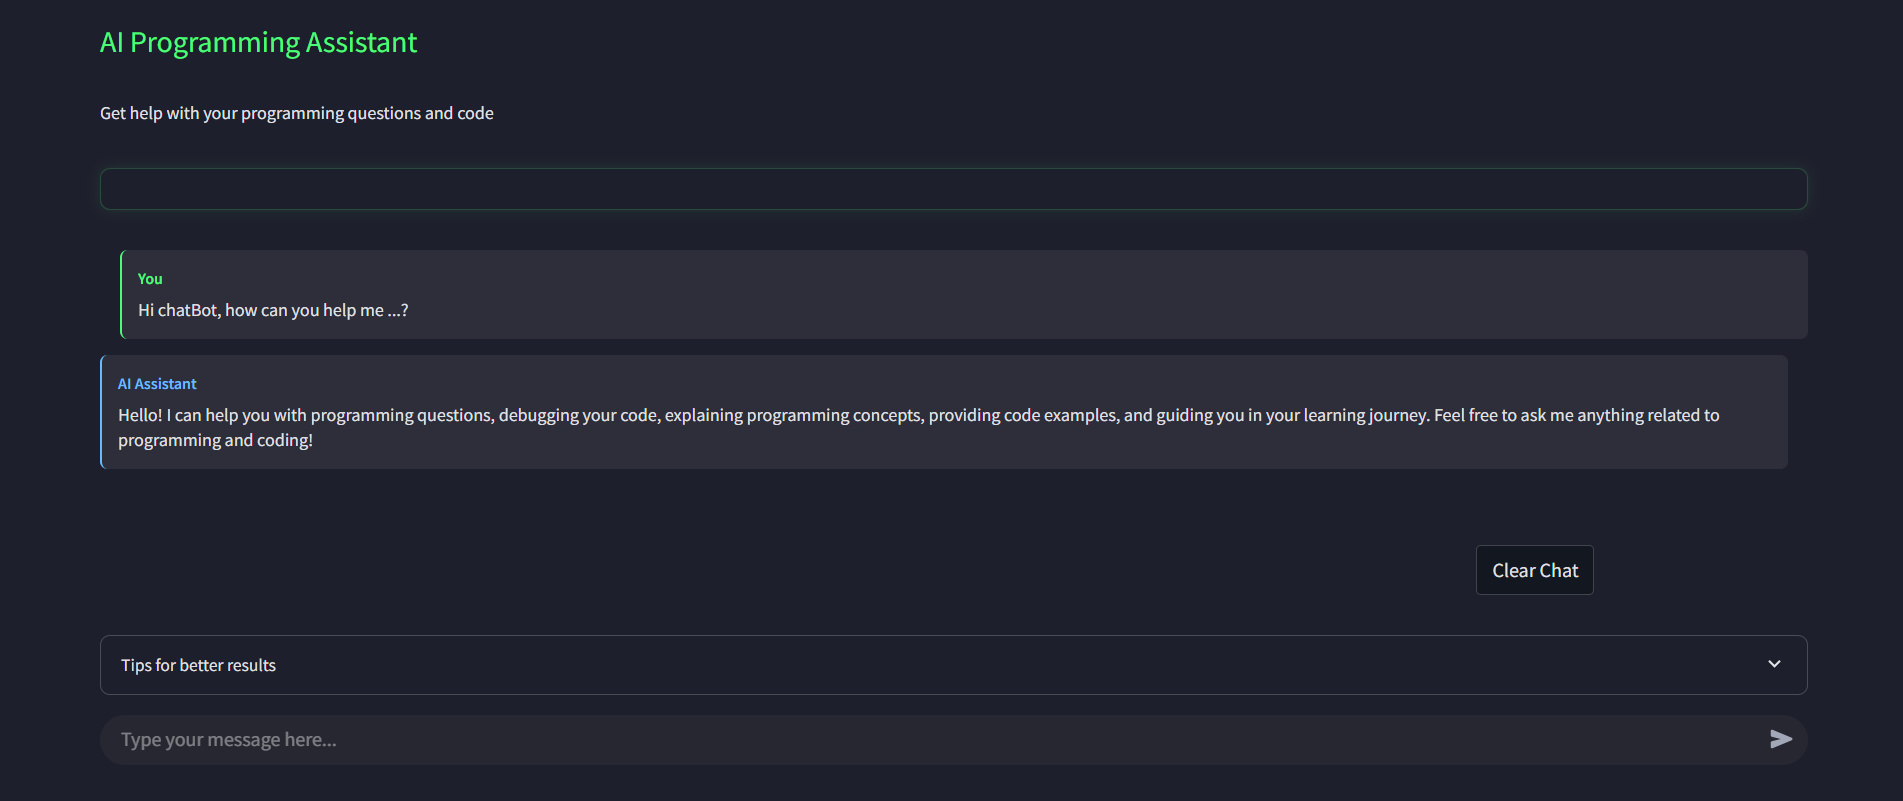 AI Programming Assistant
Get help with your programming questions and code
You
Hi chatBot, how can you help me ...?
AI Assistant
Hello! I can help you with programming questions, debugging your code, explaining programming concepts, providing code examples, and guiding you in your learning journey. Feel free to ask me anything related to
programming and coding!
Clear Chat
Tips for better results
Type your message here...